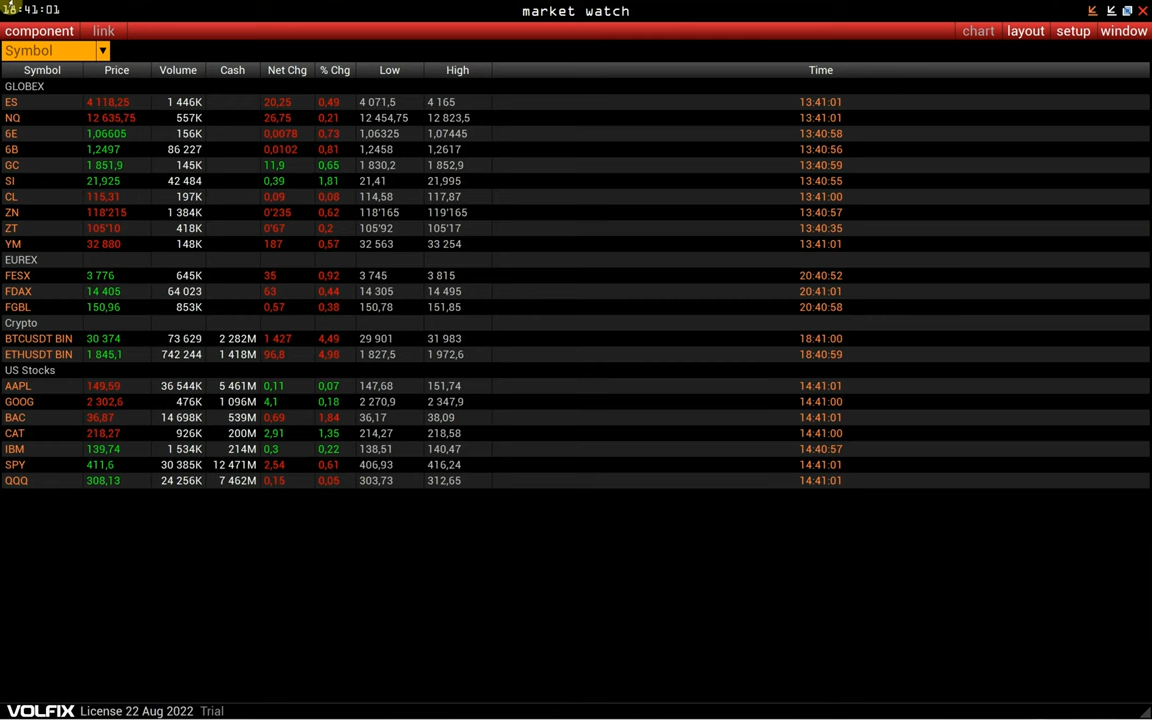 18:41:01 market watch
component link chart layout setup window
Symbol
Symbol Price Volume Cash Net Chg % Chg Low High Time
GLOBEX
ES 4 118,25 1 446K 20,25 0,49 4 071,5 4 165 13:41:01
NQ 12 635,75 557K 26,75 0,21 12 454,75 12 823,5 13:41:01
6E 1,06605 156K 0,0078 0,73 1,06325 1,07445 13:40:58
6B 1,2497 86 227 0,0102 0,81 1,2458 1,2617 13:40:56
GC 1 851,9 145K 11,9 0,65 1 830,2 1 852,9 13:40:59
SI 21,925 42 484 0,39 1,81 21,41 21,995 13:40:55
CL 115,31 197K 0,09 0,08 114,58 117,87 13:41:00
ZN 118'215 1 384K 0'235 0,62 118'165 119'165 13:40:57
ZT 105'10 418K 0'67 0,2 105'92 105'17 13:40:35
YM 32 880 148K 187 0,57 32 563 33 254 13:41:01
EUREX
FESX 3 776 645K 35 0,92 3 745 3 815 20:40:52
FDAX 14 405 64 023 63 0,44 14 305 14 495 20:41:01
FGBL 150,96 853K 0,57 0,38 150,78 151,85 20:40:58
Crypto
BTCUSDT BIN 30 374 73 629 2 282M 1 427 4,49 29 901 31 983 18:41:00
ETHUSDT BIN 1 845,1 742 244 1 418M 96,8 4,98 1 827,5 1 972,6 18:40:59
US Stocks
AAPL 149,59 36 544K 5 461M 0,11 0,07 147,68 151,74 14:41:01
GOOG 2 302,6 476K 1 096M 4,1 0,18 2 270,9 2 347,9 14:41:00
BAC 36,87 14 698K 539M 0,69 1,84 36,17 38,09 14:41:01
CAT 218,27 926K 200M 2,91 1,35 214,27 218,58 14:41:00
IBM 139,74 1 534K 214M 0,3 0,22 138,51 140,47 14:40:57
SPY 411,6 30 385K 12 471M 2,54 0,61 406,93 416,24 14:41:01
QQQ 308,13 24 256K 7 462M 0,15 0,05 303,73 312,65 14:41:01
VOLFIX License 22 Aug 2022 Trial